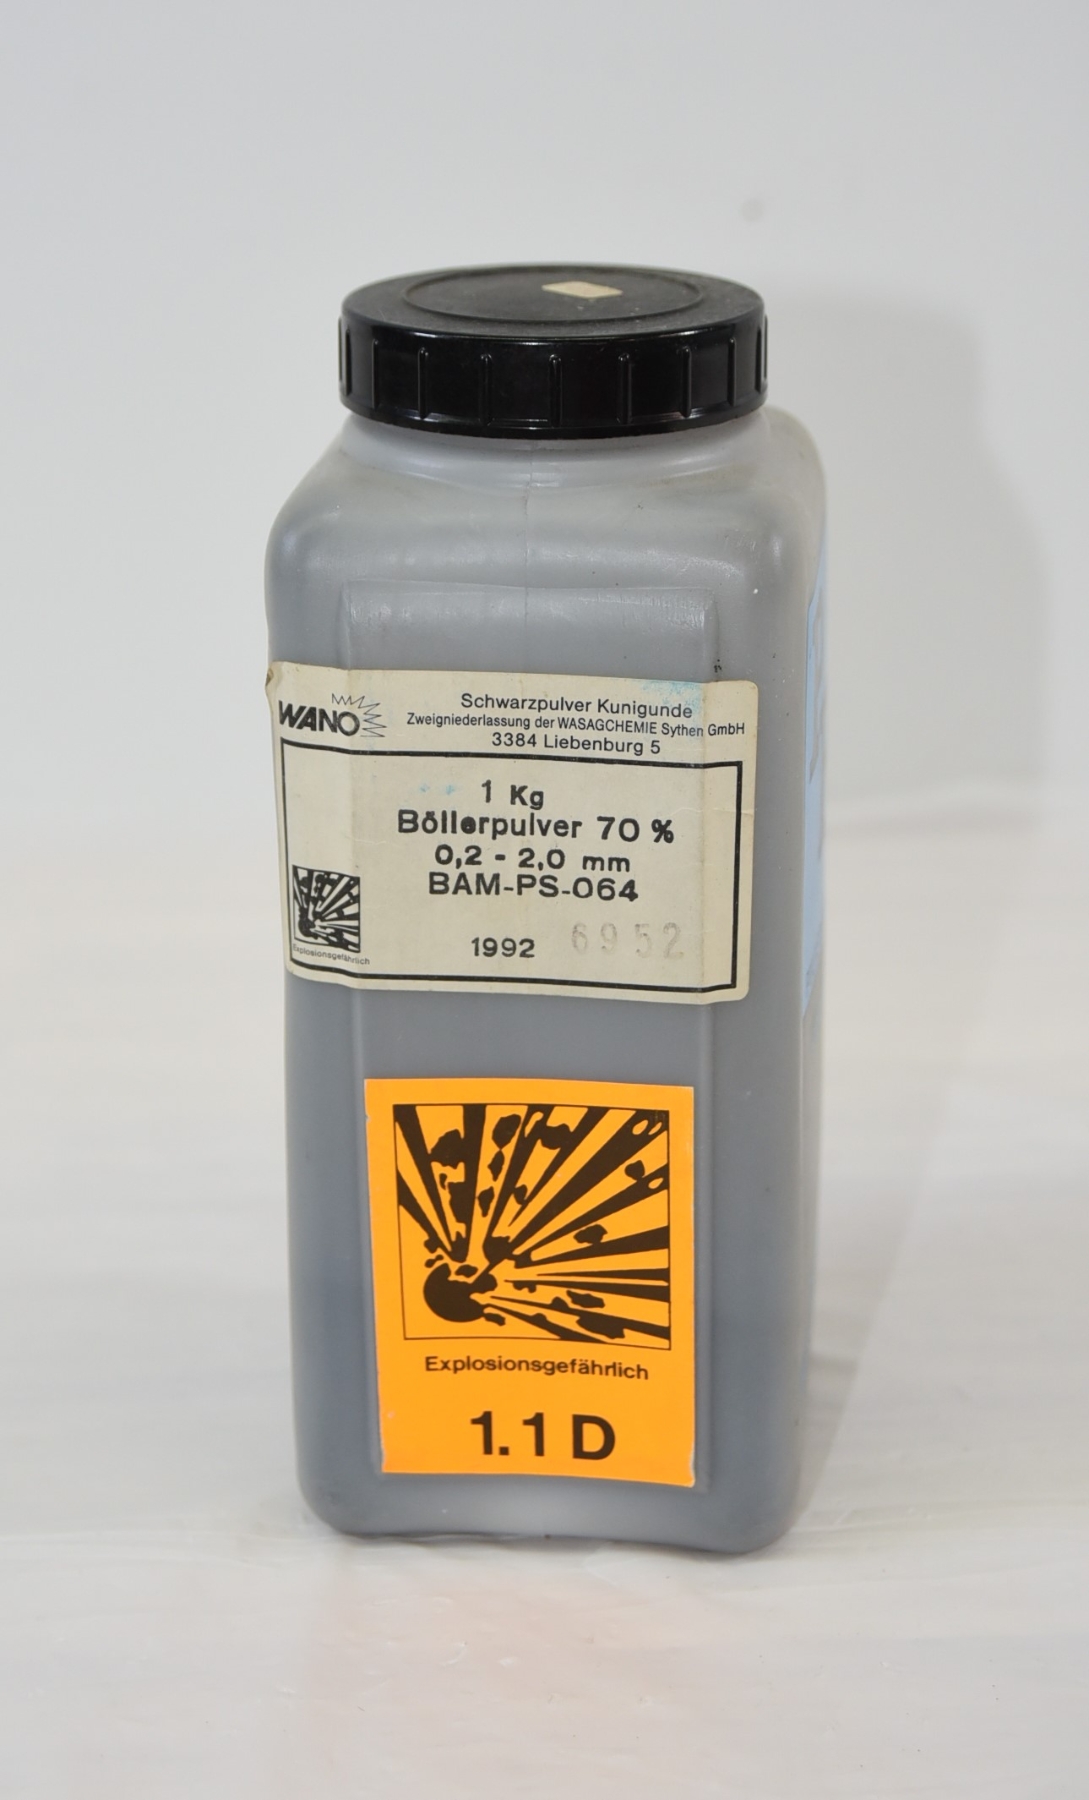 WANO
Schwarzpulver Kunigunde
Zweigniederlassung der WASAGCHEMIE Sythen GmbH
3384 Liebenburg 5
1 Kg
Böllerpulver 70 %
0,2 - 2,0 mm
BAM-PS-064
Explosionsgefährlich
1992 6952
Explosionsgefährlich
1.1 D